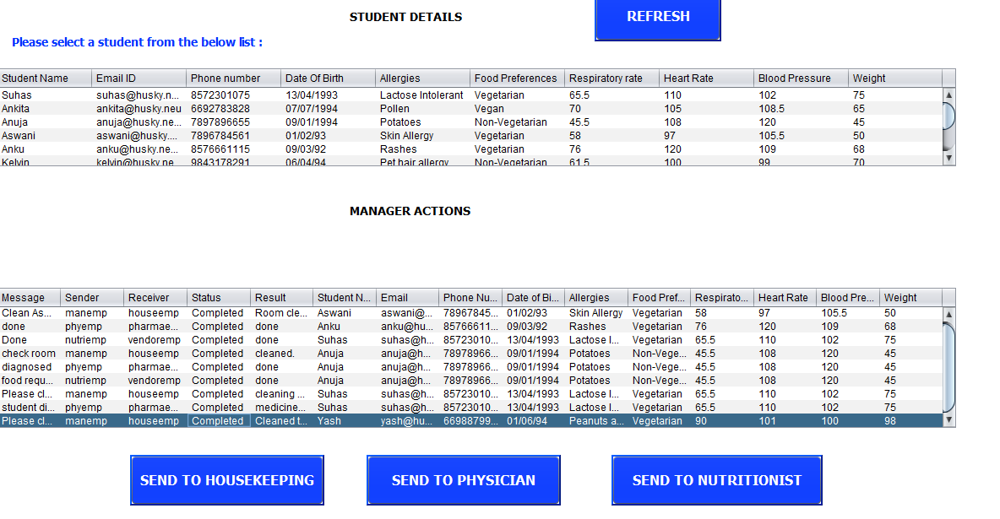 STUDENT DETAILS
REFRESH
Please select a student from the below list :
Student Name Email ID Phone number Date Of Birth Allergies Food Preferences Respiratory rate Heart Rate Blood Pressure Weight
Suhas suhas@husky.n... 8572301075 13/04/1993 Lactose Intolerant Vegetarian 65.5 110 102 75
Ankita ankita@husky.neu 6692783828 07/07/1994 Pollen Vegan 70 105 108.5 65
Anuja anuja@husky.ne... 7897896655 09/01/1994 Potatoes Non-Vegetarian 45.5 108 120 45
Aswani aswani@husky.... 7896784561 01/02/93 Skin Allergy Vegetarian 58 97 105.5 50
Anku anku@husky.ne... 8576661115 09/03/92 Rashes Vegetarian 76 120 109 68
Kelvin kelvin@husky.ne... 9843178291 06/04/94 Pet hair allergy Non-Vegetarian 61.5 100 99 70
MANAGER ACTIONS
Message Sender Receiver Status Result Student N... Email Phone Nu... Date of Bi... Allergies Food Pref... Respirato... Heart Rate Blood Pre... Weight
Clean As... manemp houseemp Completed Room cle... Aswani aswani@... 78967845... 01/02/93 Skin Allergy Vegetarian 58 97 105.5 50
done phyemp pharmae... Completed done Anku anku@hu... 85766611... 09/03/92 Rashes Vegetarian 76 120 109 68
Done nutriemp vendoremp Completed done Suhas suhas@h... 85723010... 13/04/1993 Lactose I... Vegetarian 65.5 110 102 75
check room manemp houseemp Completed cleaned. Anuja anuja@h... 78978966... 09/01/1994 Potatoes Non-Vege... 45.5 108 120 45
diagnosed phyemp pharmae... Completed done Anuja anuja@h... 78978966... 09/01/1994 Potatoes Non-Vege... 45.5 108 120 45
food requ... nutriemp vendoremp Completed done Anuja anuja@h... 78978966... 09/01/1994 Potatoes Non-Vege... 45.5 108 120 45
Please cl... manemp houseemp Completed cleaning ... Suhas suhas@h... 85723010... 13/04/1993 Lactose I... Vegetarian 65.5 110 102 75
student di... phyemp pharmae... Completed medicine... Suhas suhas@h... 85723010... 13/04/1993 Lactose I... Vegetarian 65.5 110 102 75
Please cl... manemp houseemp Completed Cleaned t... Yash yash@hu... 66988799... 01/06/94 Peanuts a... Vegetarian 90 101 100 98
SEND TO HOUSEKEEPING SEND TO PHYSICIAN SEND TO NUTRITIONIST